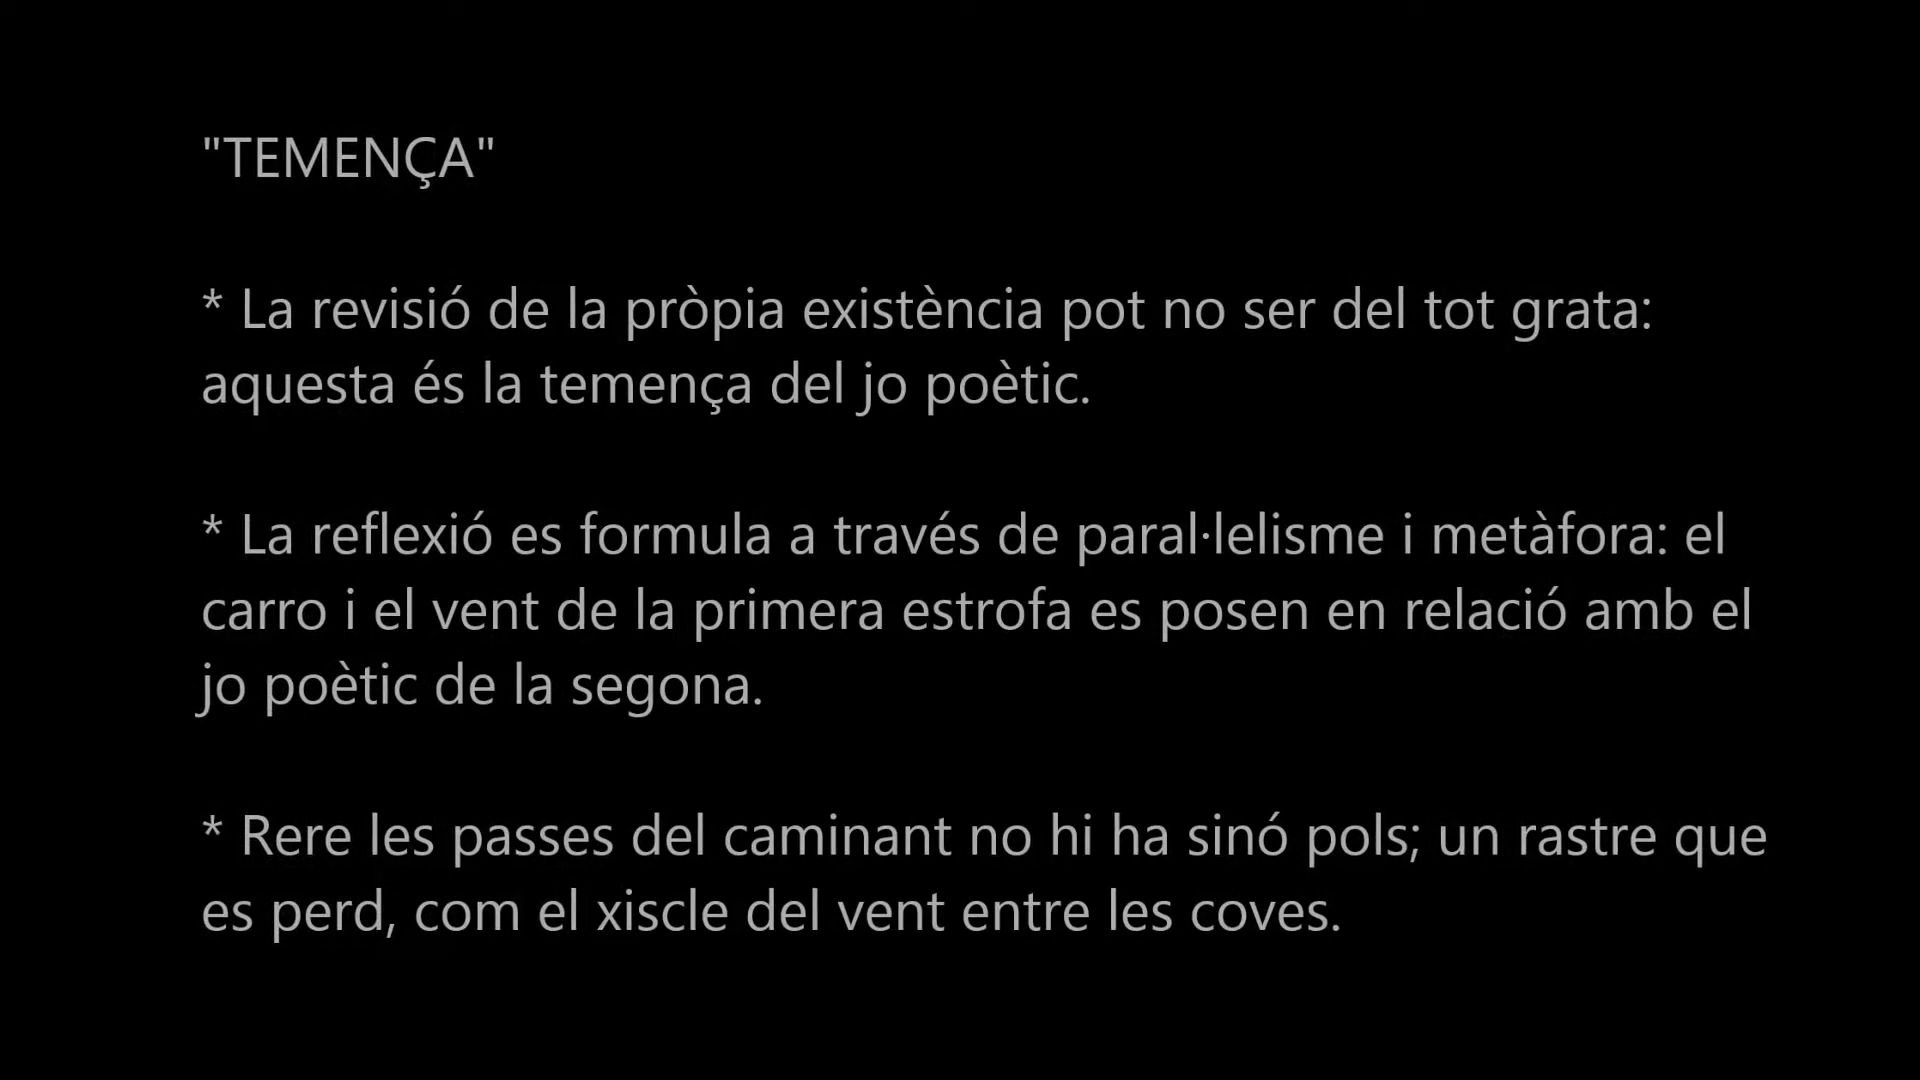 "TEMENÇA"
* La revisió de la pròpia existència pot no ser del tot grata:
aquesta és la temença del jo poètic.
* La reflexió es formula a través de paral·lelisme i metàfora: el
carro i el vent de la primera estrofa es posen en relació amb el
jo poètic de la segona.
* Rere les passes del caminant no hi ha sinó pols; un rastre que
es perd, com el xiscle del vent entre les coves.